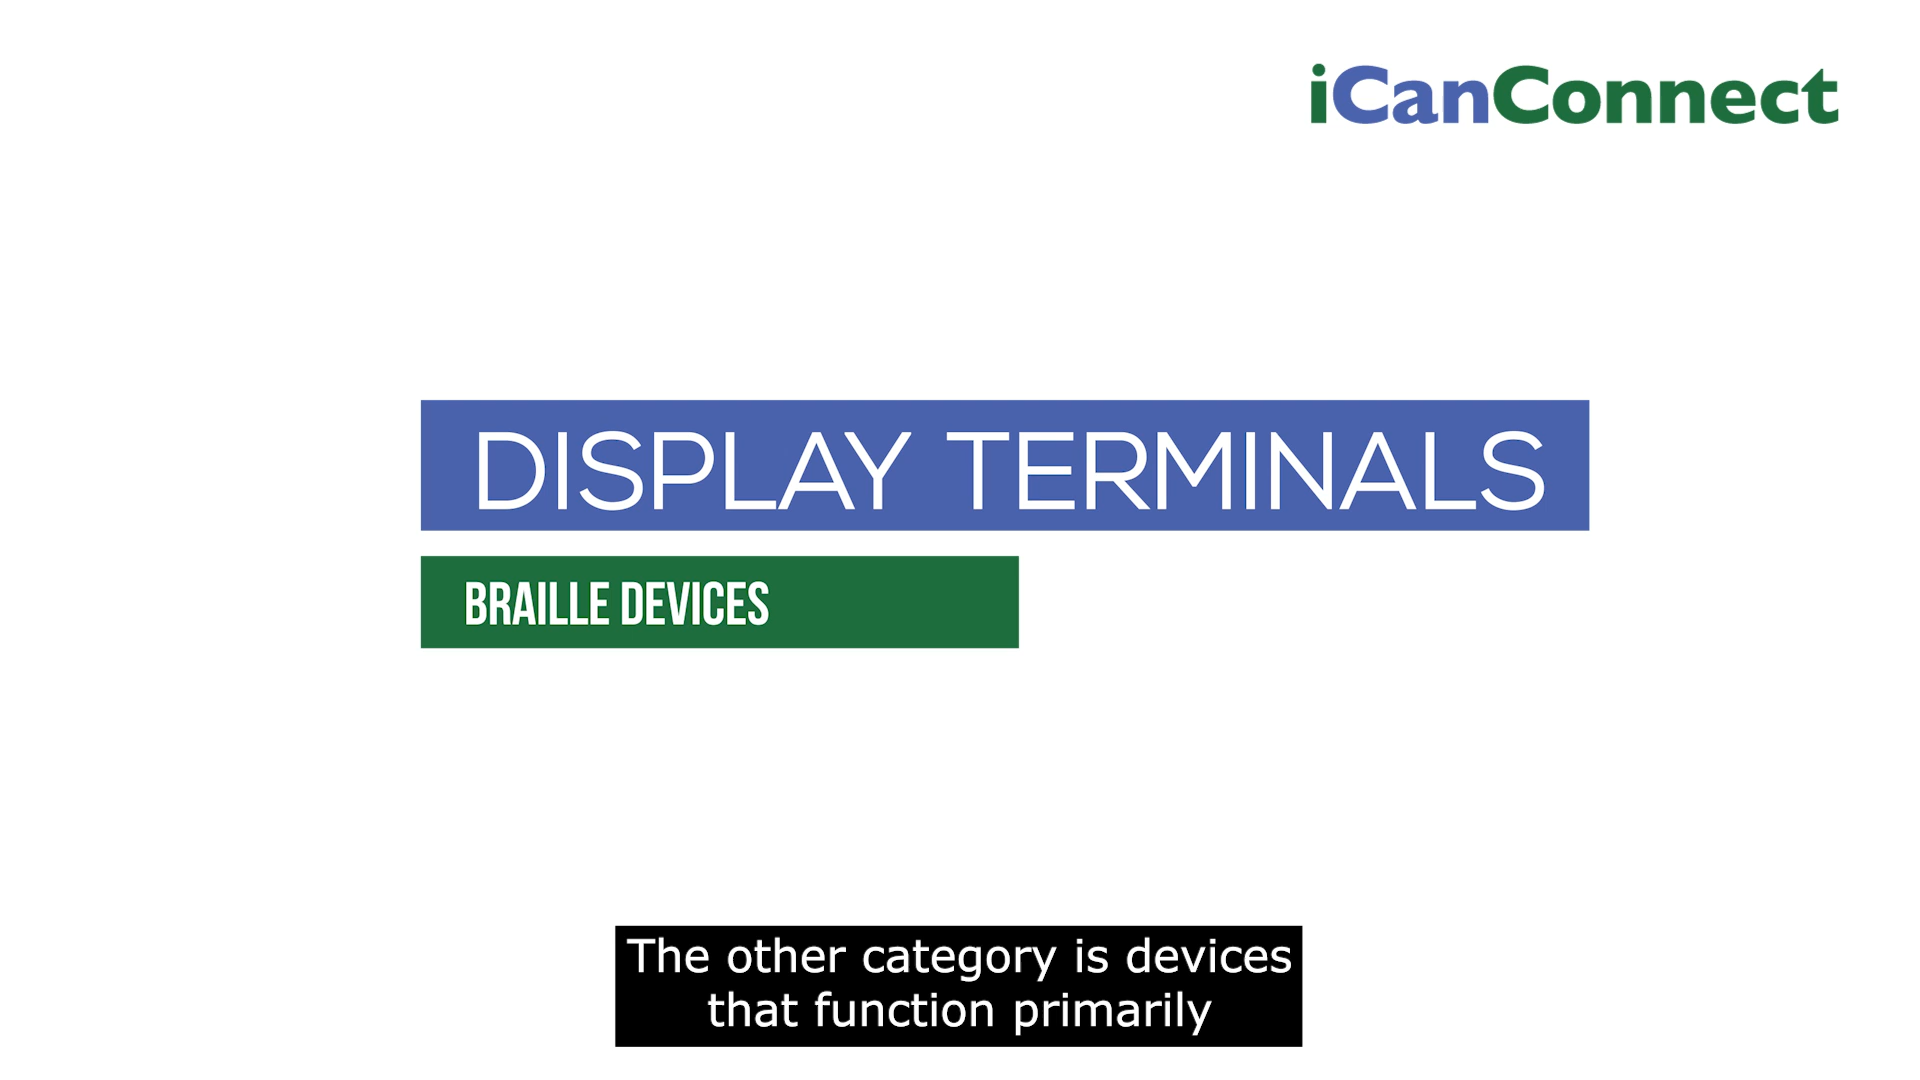 iCanConnect
DISPLAY TERMINALS
BRAILLE DEVICES
The other category is devices
that function primarily